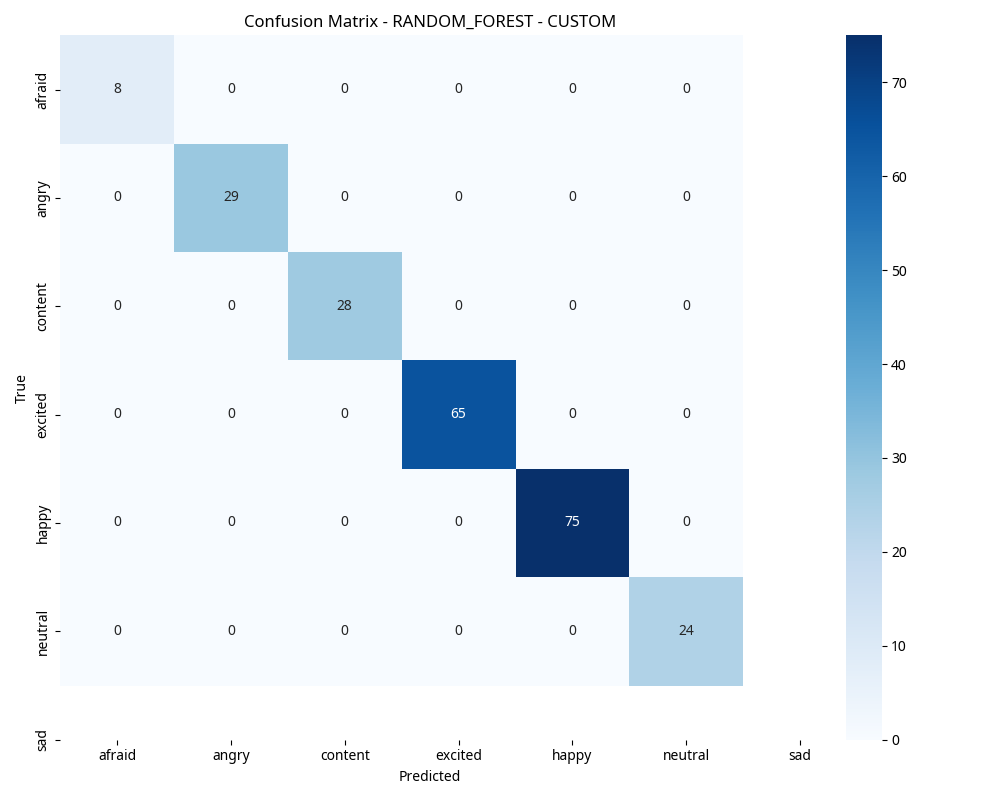 Confusion Matrix - RANDOM_FOREST - CUSTOM
True
afraid 8 0 0 0 0 0
angry 0 29 0 0 0 0
content 0 0 28 0 0 0
excited 0 0 0 65 0 0
happy 0 0 0 0 75 0
neutral 0 0 0 0 0 24
sad
afraid angry content excited happy neutral sad
Predicted
70
60
50
40
30
20
10
0